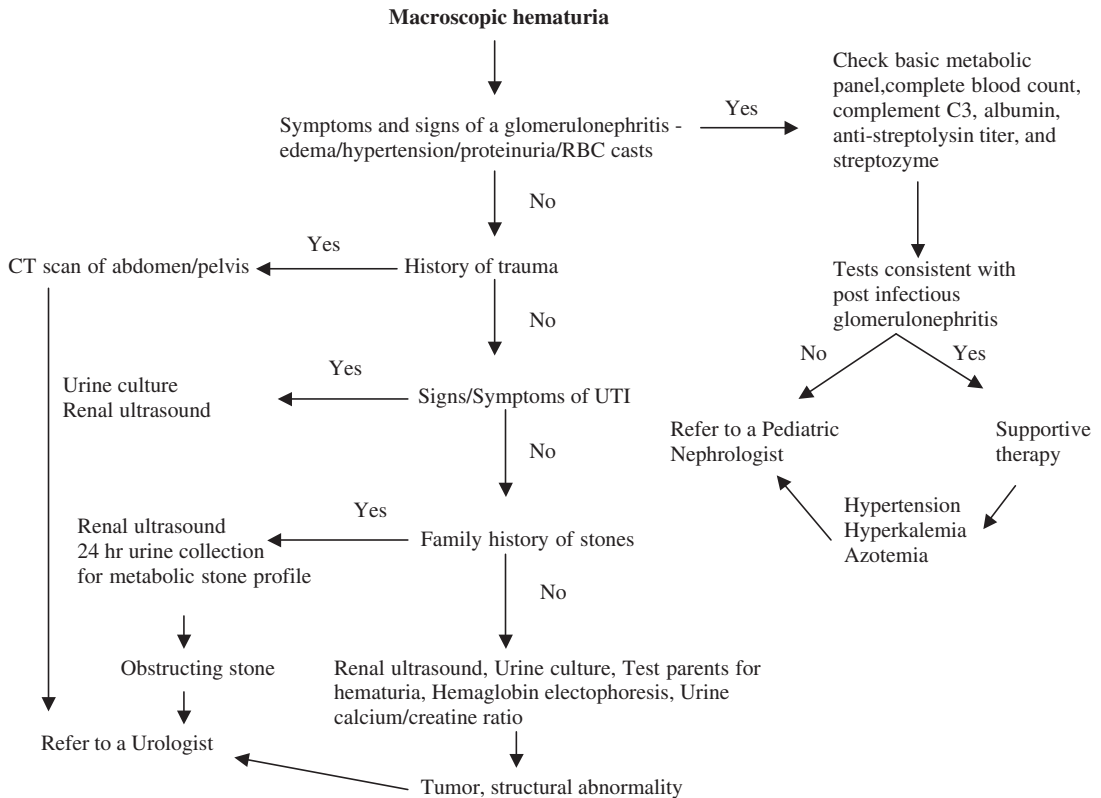 Macroscopic hematuria
Symptoms and signs of a glomerulonephritis -
edema/hypertension/proteinuria/RBC casts
Yes
Check basic metabolic
panel,complete blood count,
complement C3, albumin,
anti-streptolysin titer, and
streptozyme
No
Yes
CT scan of abdomen/pelvis
History of trauma
Tests consistent with
post infectious
glomerulonephritis
No
No
Yes
Yes
Urine culture
Renal ultrasound
Signs/Symptoms of UTI
Refer to a Pediatric
Nephrologist
Supportive
therapy
No
Hypertension
Hyperkalemia
Azotemia
Yes
Renal ultrasound
24 hr urine collection
for metabolic stone profile
Family history of stones
No
Obstructing stone
Renal ultrasound, Urine culture, Test parents for
hematuria, Hemaglobin electophoresis, Urine
calcium/creatine ratio
Refer to a Urologist
Tumor, structural abnormality